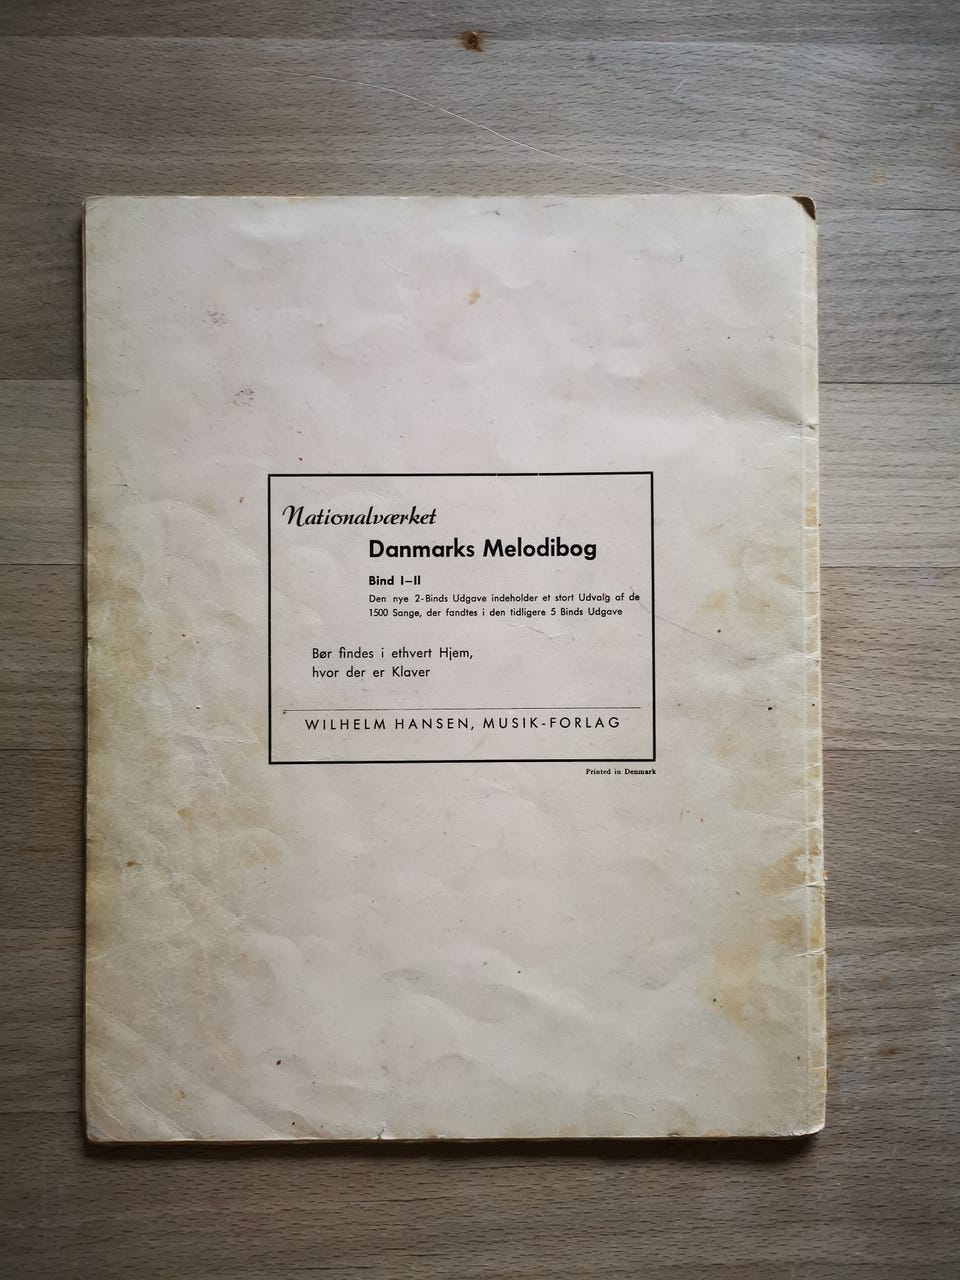 Nationalværket
Danmarks Melodibog
Bind I–II
Den nye 2-Binds Udgave indeholder et stort Udvalg af de
1500 Sange, der fandtes i den tidligere 5 Binds Udgave
Bør findes i ethvert Hjem,
hvor der er Klaver
WILHELM HANSEN, MUSIK-FORLAG
Printed in Denmark